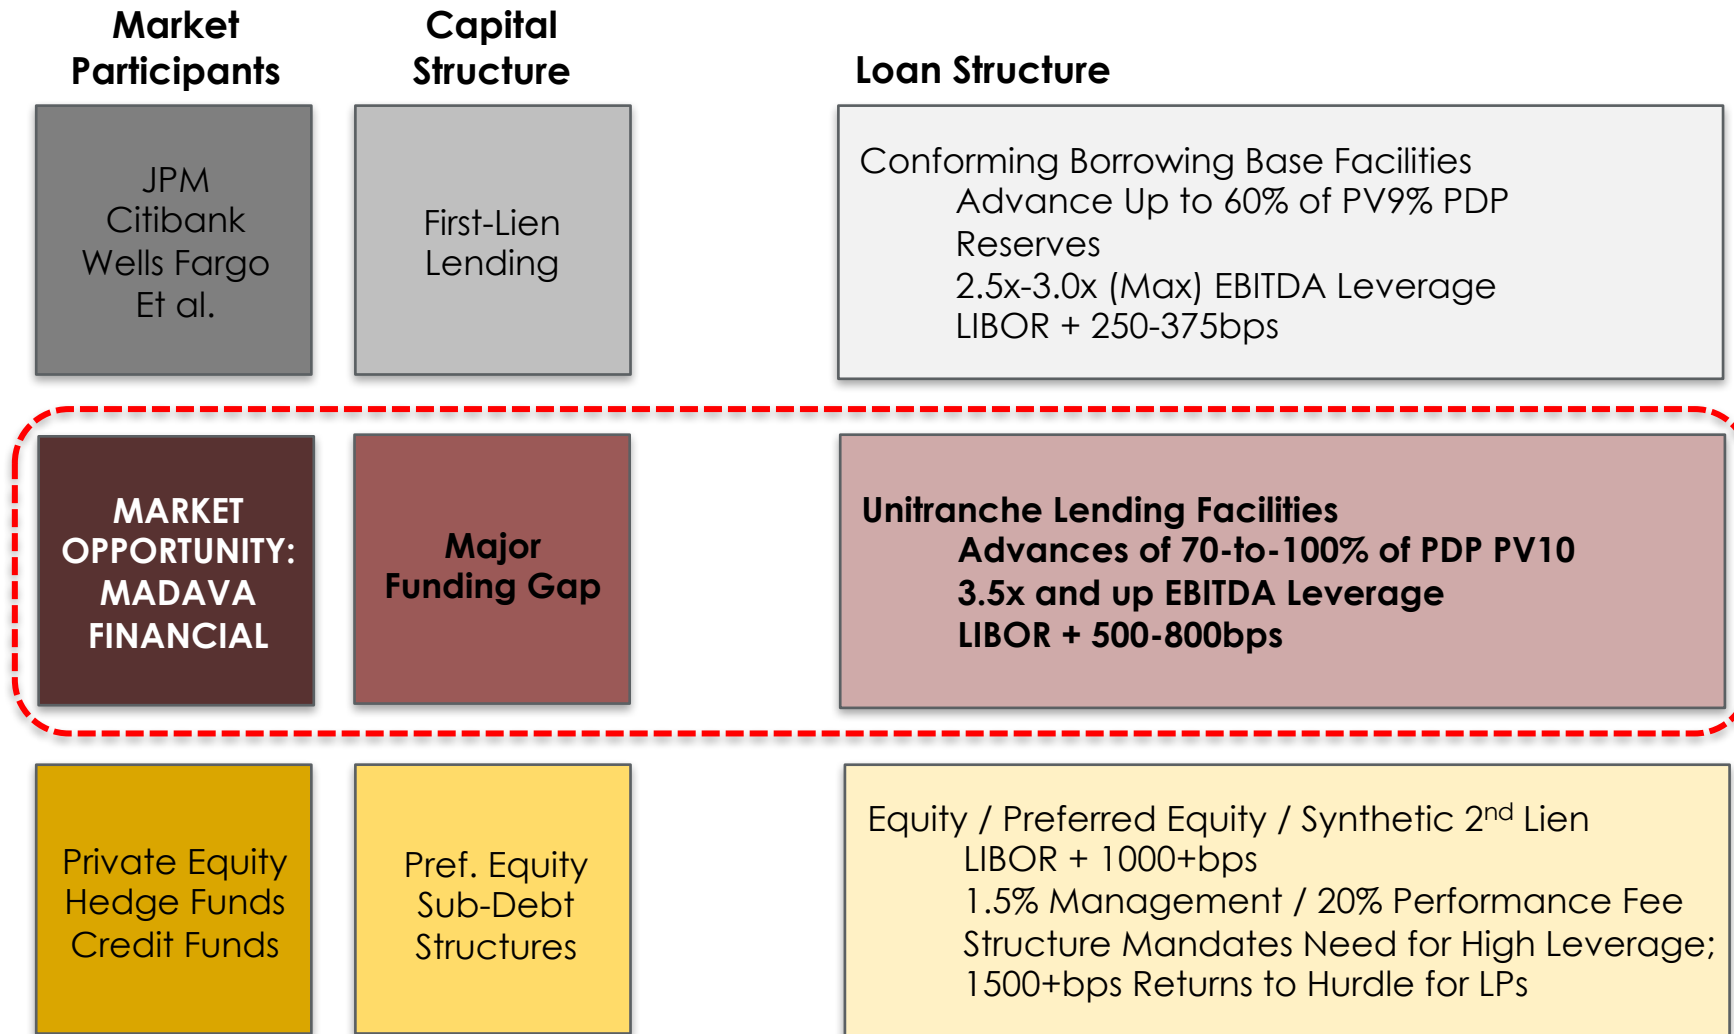 Market
Participants
Capital
Structure
Loan Structure
JPM
Citibank
Wells Fargo
Et al.
First-Lien
Lending
Conforming Borrowing Base Facilities
Advance Up to 60% of PV9% PDP
Reserves
2.5x-3.0x (Max) EBITDA Leverage
LIBOR + 250-375bps
MARKET
OPPORTUNITY:
MADAVA
FINANCIAL
Major
Funding Gap
Unitranche Lending Facilities
Advances of 70-to-100% of PDP PV10
3.5x and up EBITDA Leverage
LIBOR + 500-800bps
Private Equity
Hedge Funds
Credit Funds
Pref. Equity
Sub-Debt
Structures
Equity / Preferred Equity / Synthetic 2nd Lien
LIBOR + 1000+bps
1.5% Management / 20% Performance Fee
Structure Mandates Need for High Leverage;
1500+bps Returns to Hurdle for LPs